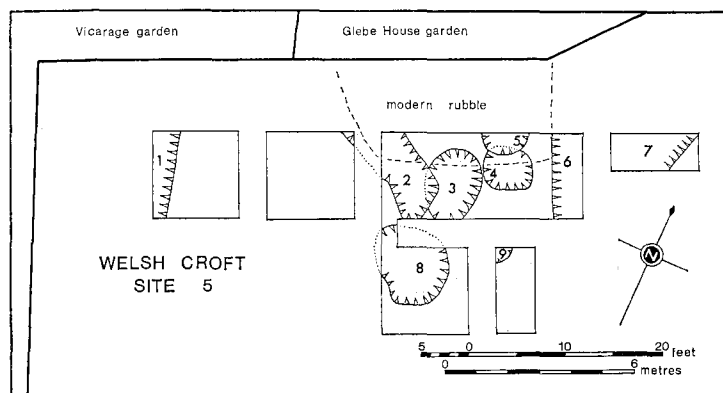 Vicarage garden
Glebe House garden
modern rubble
1
2
3
4
5
6
7
WELSH CROFT
SITE 5
8
9
N
5 0 10 20 feet
0 6
metres